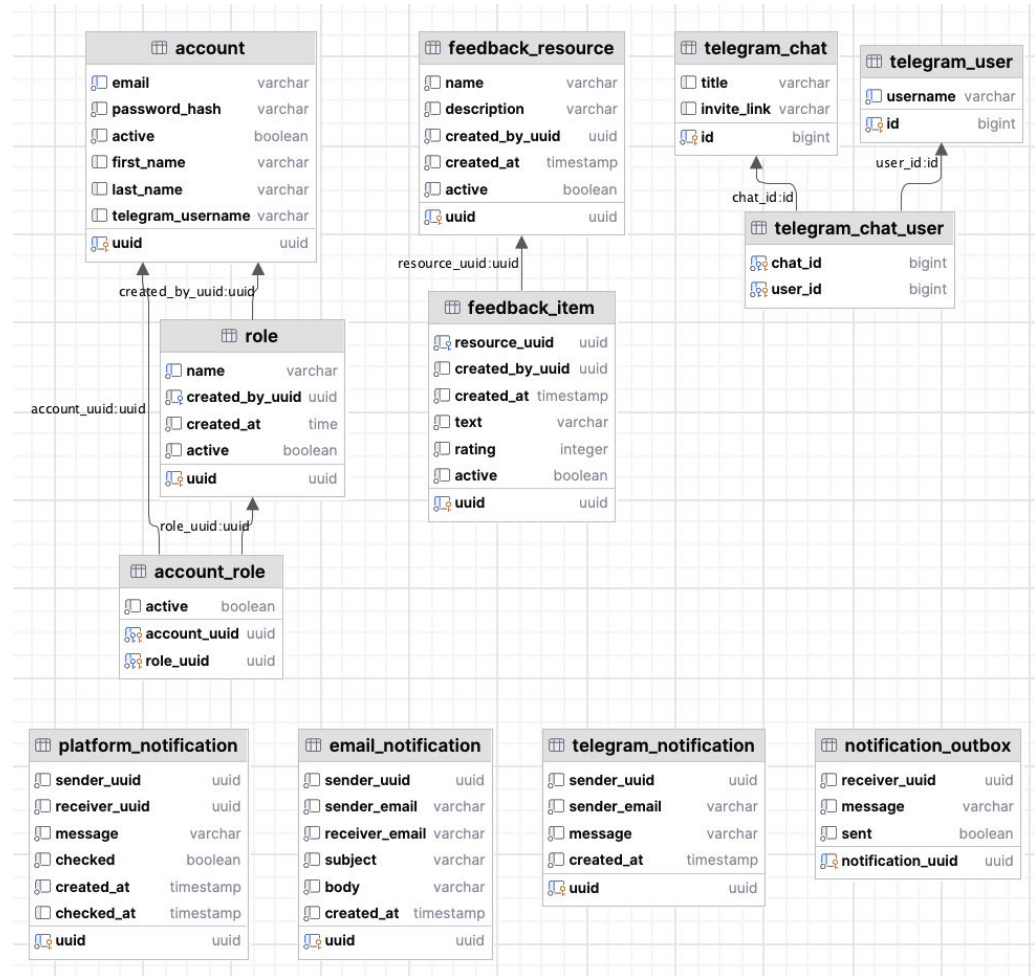 account
email varchar
password_hash varchar
active boolean
first_name varchar
last_name varchar
telegram_username varchar
uuid uuid
feedback_resource
name varchar
description varchar
created_by_uuid uuid
created_at timestamp
active boolean
uuid uuid
telegram_chat
title varchar
invite_link varchar
id bigint
telegram_user
username varchar
id bigint
user_id:id
chat_id:id
telegram_chat_user
chat_id bigint
user_id bigint
resource_uuid:uuid
created_by_uuid:uuid
feedback_item
resource_uuid uuid
created_by_uuid uuid
created_at timestamp
text varchar
rating integer
active boolean
uuid uuid
role
name varchar
created_by_uuid uuid
created_at time
active boolean
uuid uuid
account_uuid:uuid
role_uuid:uuid
account_role
active boolean
account_uuid uuid
role_uuid uuid
platform_notification
sender_uuid uuid
receiver_uuid uuid
message varchar
checked boolean
created_at timestamp
checked_at timestamp
uuid uuid
email_notification
sender_uuid uuid
sender_email varchar
receiver_email varchar
subject varchar
body varchar
created_at timestamp
uuid uuid
telegram_notification
sender_uuid uuid
sender_email varchar
message varchar
created_at timestamp
uuid uuid
notification_outbox
receiver_uuid uuid
message varchar
sent boolean
notification_uuid uuid